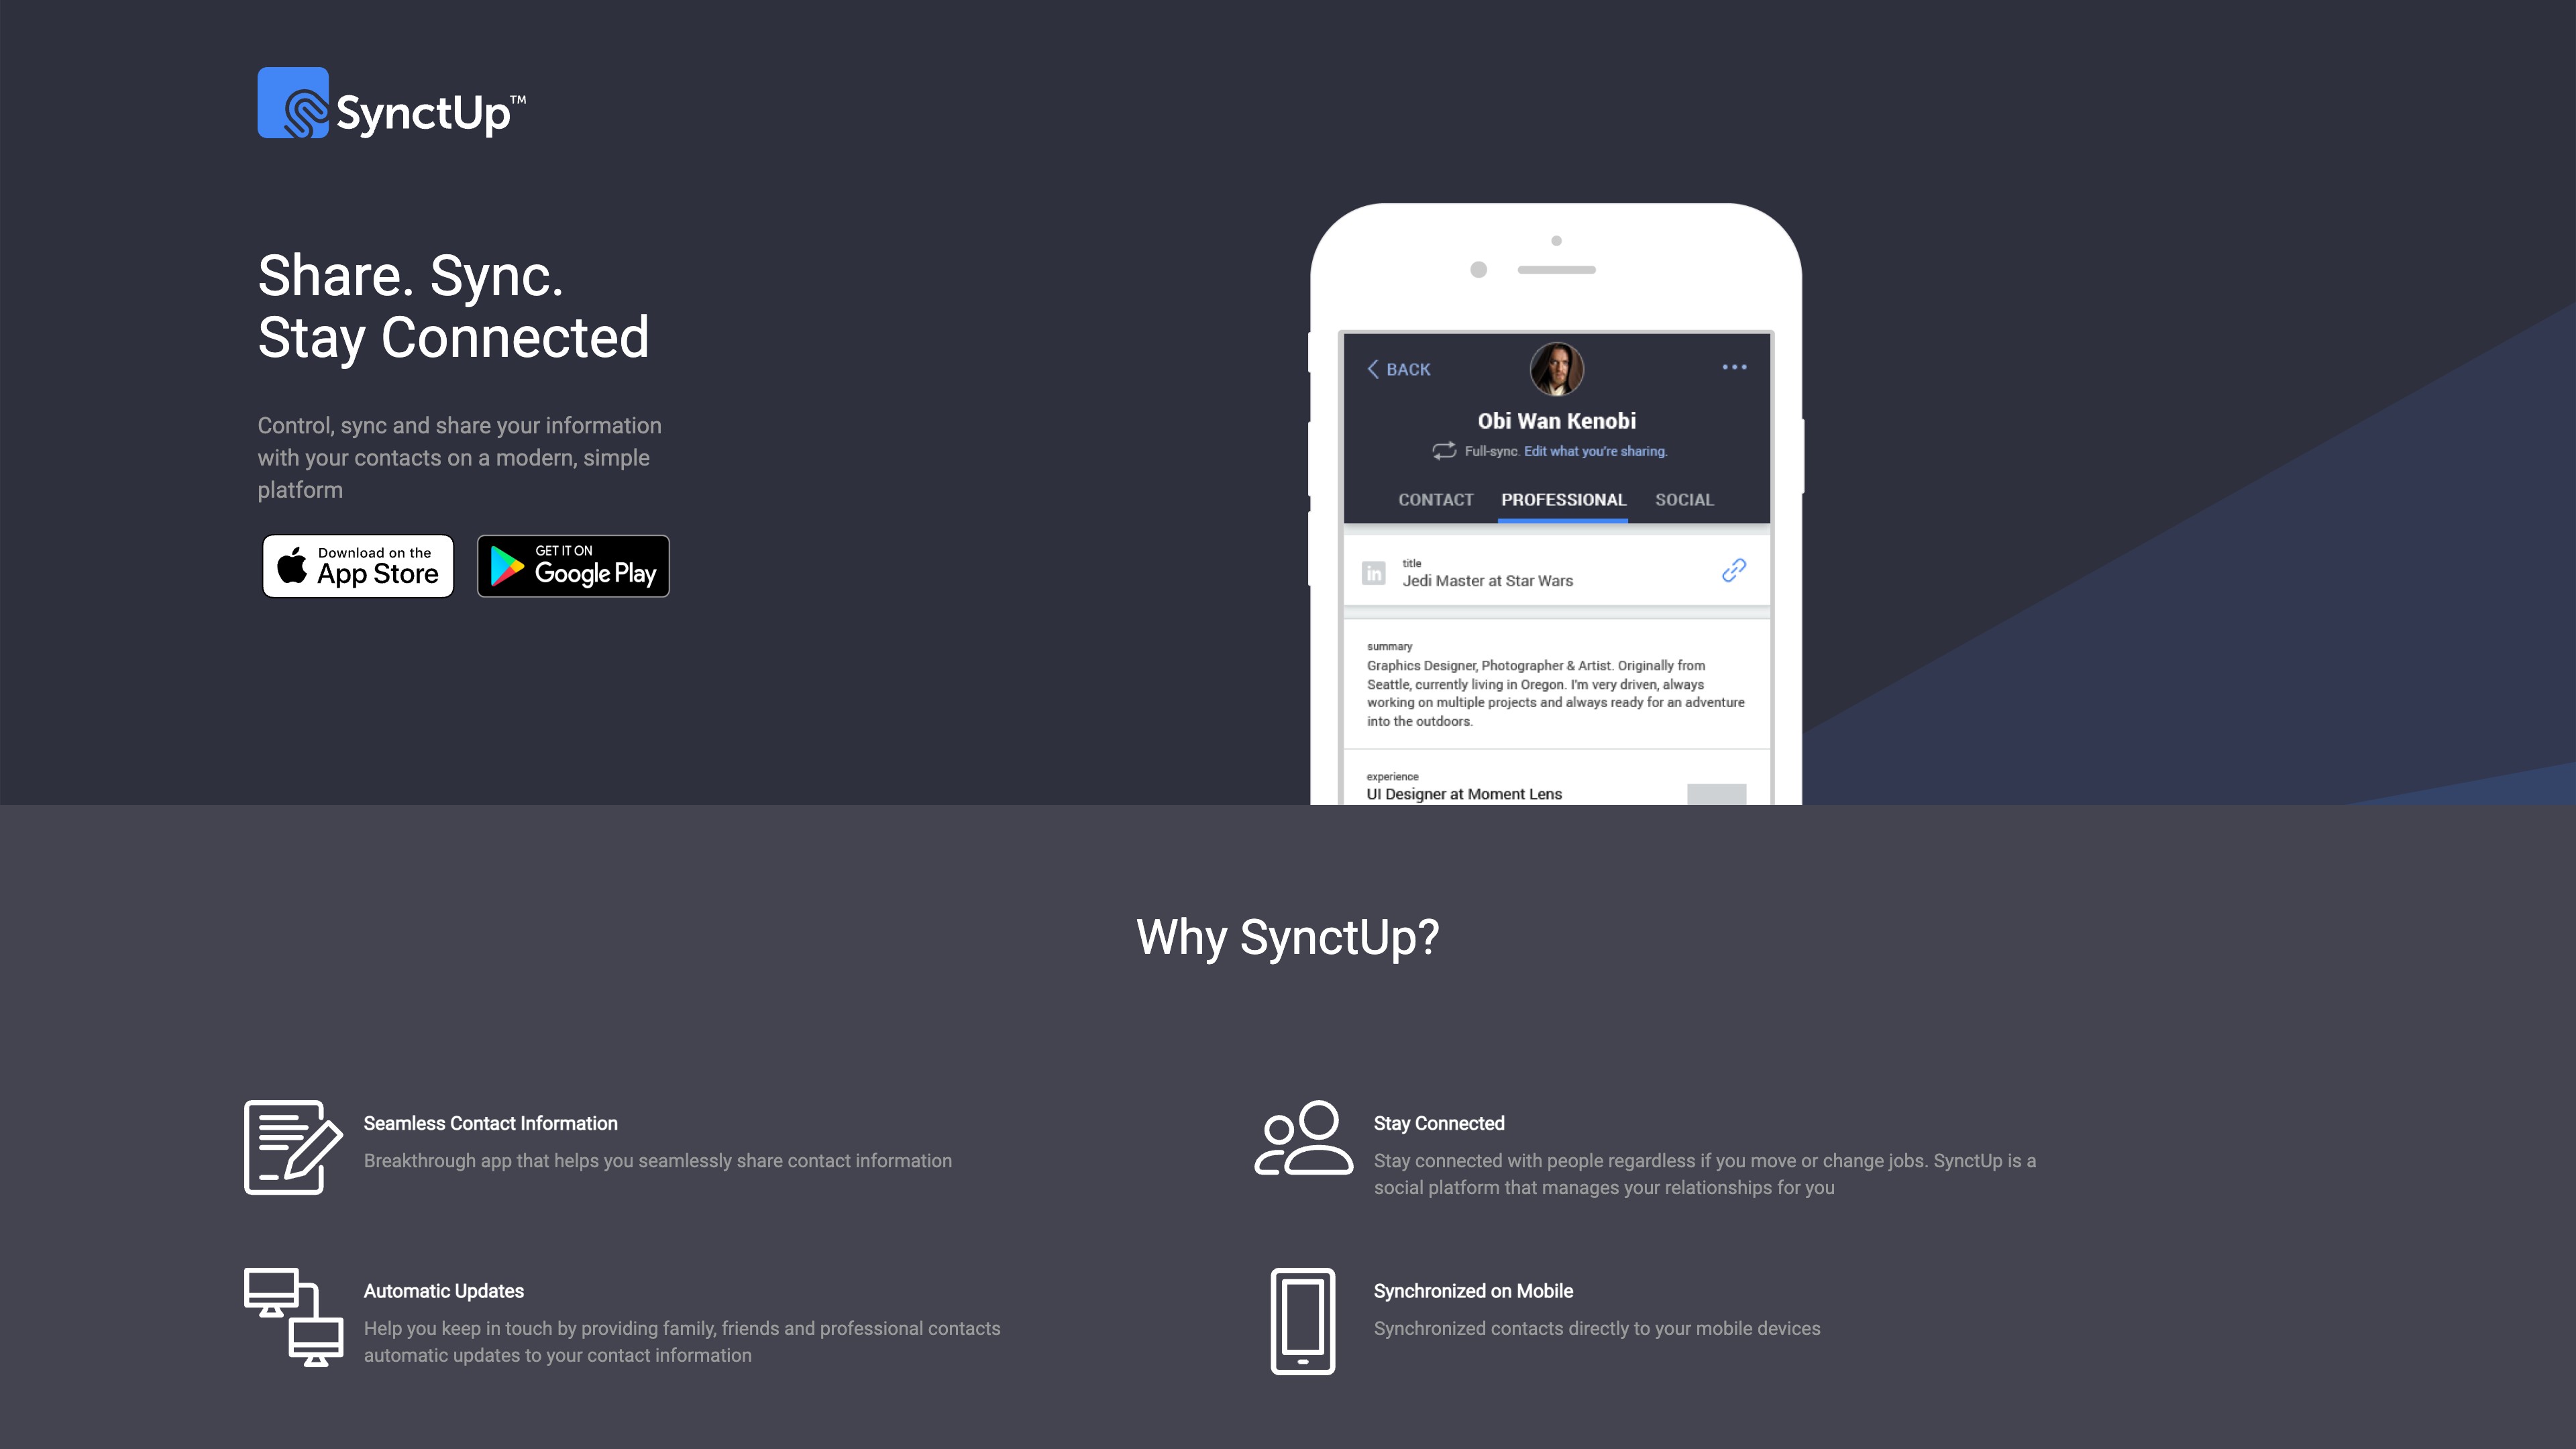 SynctUp™
Share. Sync.
Stay Connected
Control, sync and share your information
with your contacts on a modern, simple
platform
Download on the
App Store
GET IT ON
Google Play
BACK
Obi Wan Kenobi
Full-sync. Edit what you're sharing.
CONTACT PROFESSIONAL SOCIAL
in
title
Jedi Master at Star Wars
summary
Graphics Designer, Photographer & Artist. Originally from
Seattle, currently living in Oregon. I'm very driven, always
working on multiple projects and always ready for an adventure
into the outdoors.
experience
UI Designer at Moment Lens
Why SynctUp?
Seamless Contact Information
Breakthrough app that helps you seamlessly share contact information
Stay Connected
Stay connected with people regardless if you move or change jobs. SynctUp is a
social platform that manages your relationships for you
Automatic Updates
Help you keep in touch by providing family, friends and professional contacts
automatic updates to your contact information
Synchronized on Mobile
Synchronized contacts directly to your mobile devices